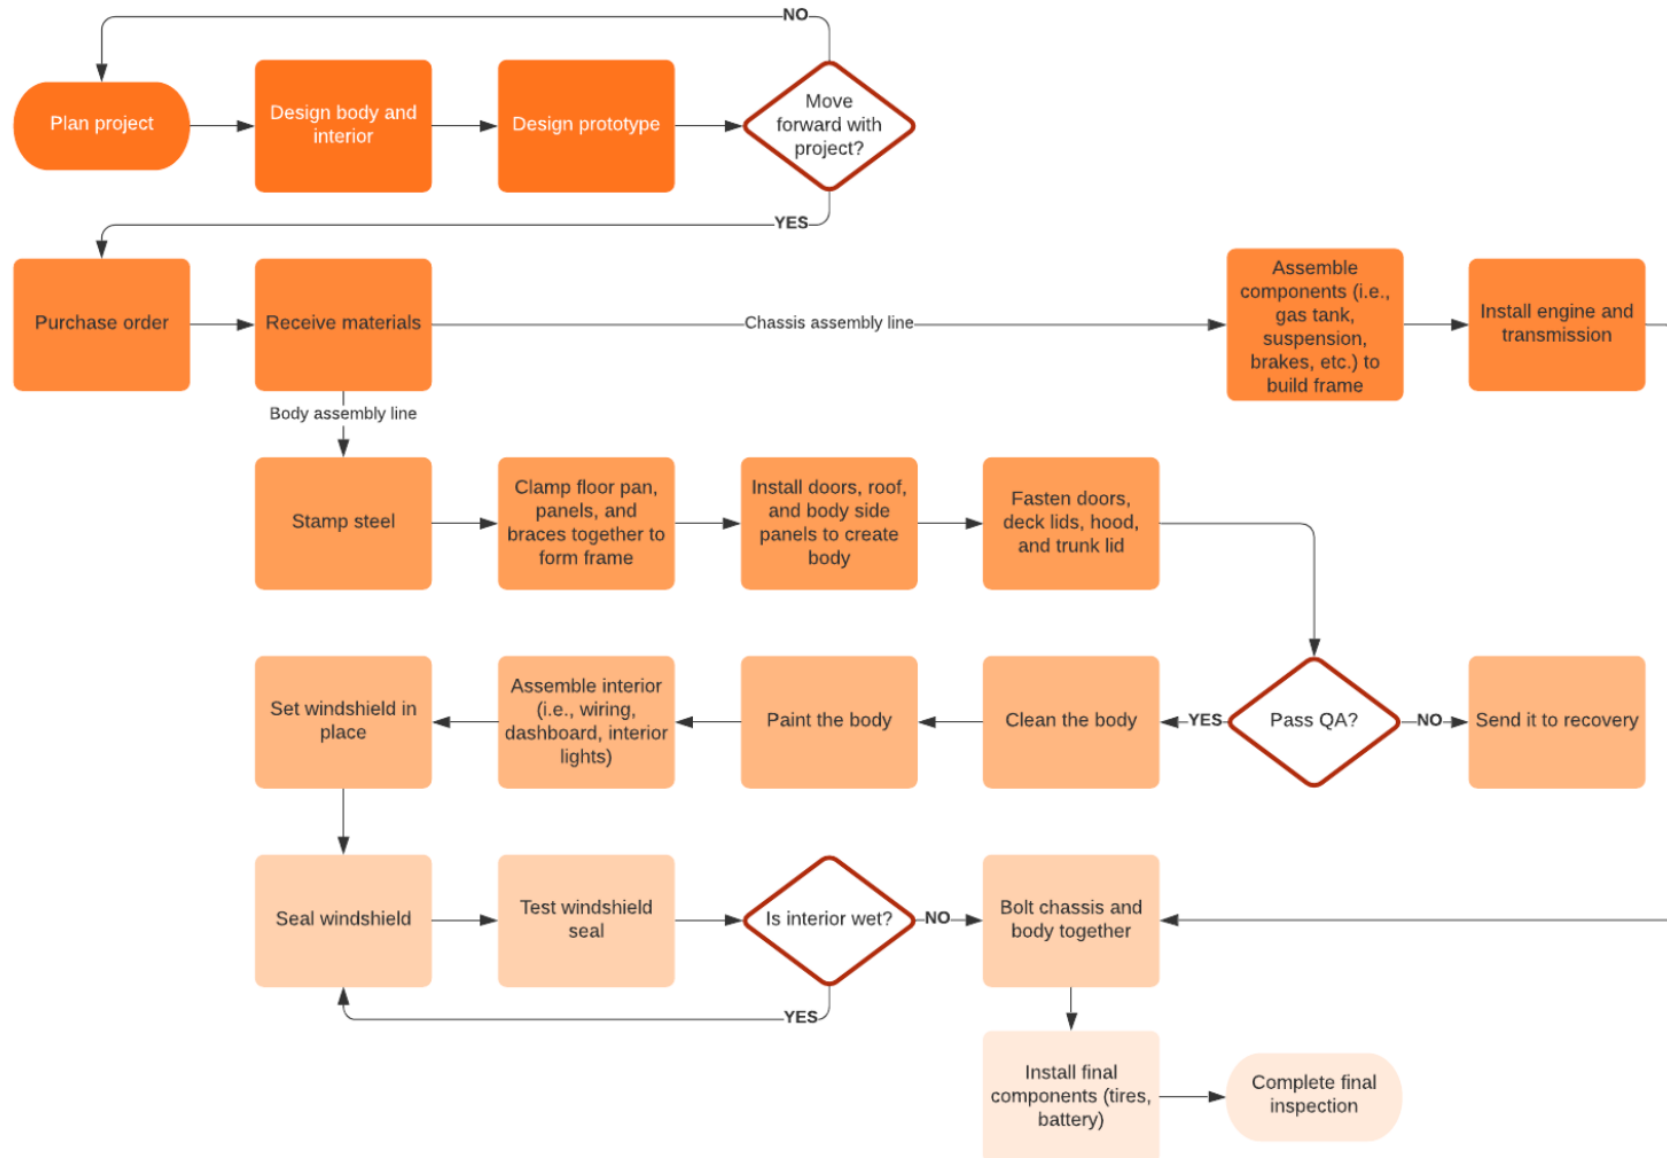 NO
Plan project
Design body and
interior
Design prototype
Move
forward with
project?
YES
Purchase order
Receive materials
Chassis assembly line
Assemble
components (i.e.,
gas tank,
suspension,
brakes, etc.) to
build frame
Install engine and
transmission
Body assembly line
Stamp steel
Clamp floor pan,
panels, and
braces together to
form frame
Install doors, roof,
and body side
panels to create
body
Fasten doors,
deck lids, hood,
and trunk lid
Set windshield in
place
Assemble interior
(i.e., wiring,
dashboard, interior
lights)
Paint the body
Clean the body
YES
Pass QA?
NO
Send it to recovery
Seal windshield
Test windshield
seal
Is interior wet?
NO
Bolt chassis and
body together
YES
Install final
components (tires,
battery)
Complete final
inspection